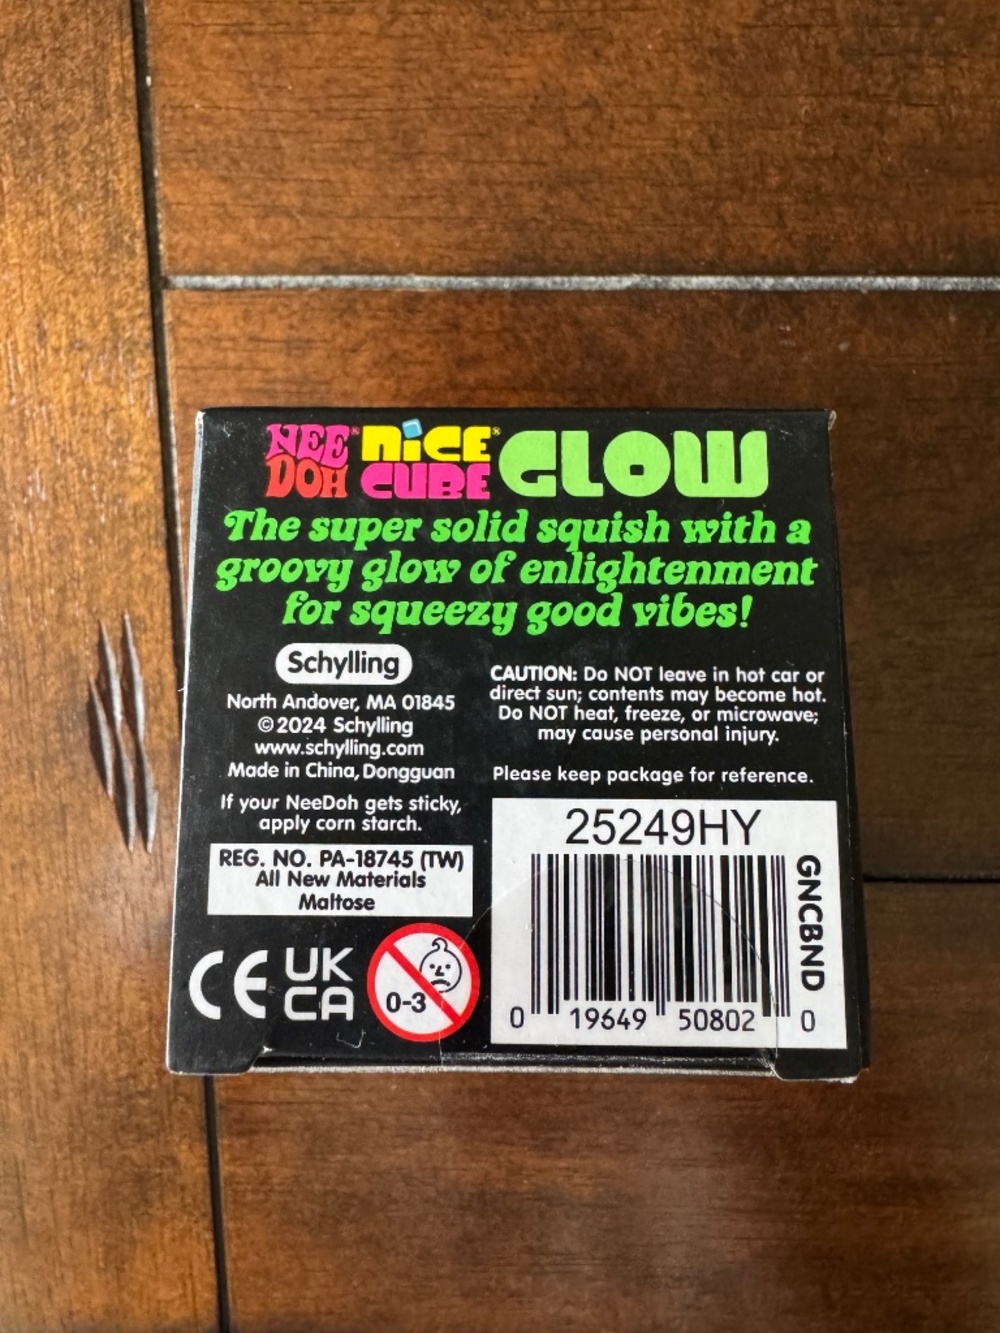 NEE® NICE® GLOW
DOH CUBE
The super solid squish with a
groovy glow of enlightenment
for squeezy good vibes!
Schylling
North Andover, MA 01845
©2024 Schylling
www.schylling.com
Made in China, Dongguan
If your NeeDoh gets sticky,
apply corn starch.
REG. NO. PA-18745 (TW)
All New Materials
Maltose
CE UK
CA
0-3
CAUTION: Do NOT leave in hot car or
direct sun; contents may become hot.
Do NOT heat, freeze, or microwave;
may cause personal injury.
Please keep package for reference.
25249HY
GNCBND
0 19649 50802 0